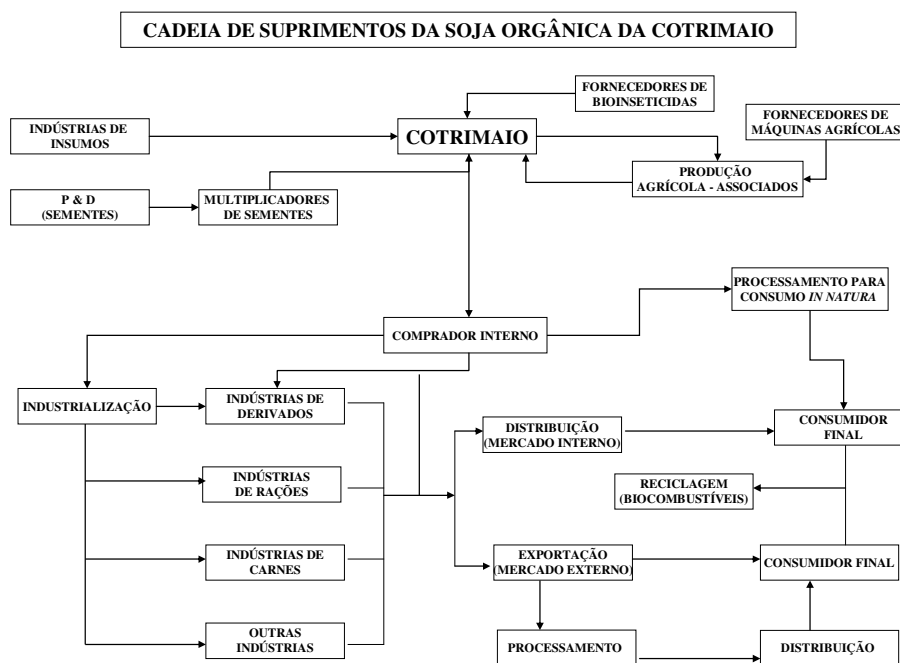 CADEIA DE SUPRIMENTOS DA SOJA ORGÂNICA DA COTRIMAIO
FORNECEDORES DE
BIOINSETICIDAS
INDÚSTRIAS DE
INSUMOS
COTRIMAIO
FORNECEDORES DE
MÁQUINAS AGRÍCOLAS
PRODUÇÃO
AGRÍCOLA - ASSOCIADOS
P & D
(SEMENTES)
MULTIPLICADORES
DE SEMENTES
PROCESSAMENTO PARA
CONSUMO IN NATURA
COMPRADOR INTERNO
INDUSTRIALIZAÇÃO
INDÚSTRIAS DE
DERIVADOS
DISTRIBUIÇÃO
(MERCADO INTERNO)
CONSUMIDOR
FINAL
INDÚSTRIAS
DE RAÇÕES
RECICLAGEM
(BIOCOMBUSTÍVEIS)
INDÚSTRIAS DE
CARNES
EXPORTAÇÃO
(MERCADO EXTERNO)
CONSUMIDOR FINAL
OUTRAS
INDÚSTRIAS
PROCESSAMENTO
DISTRIBUIÇÃO